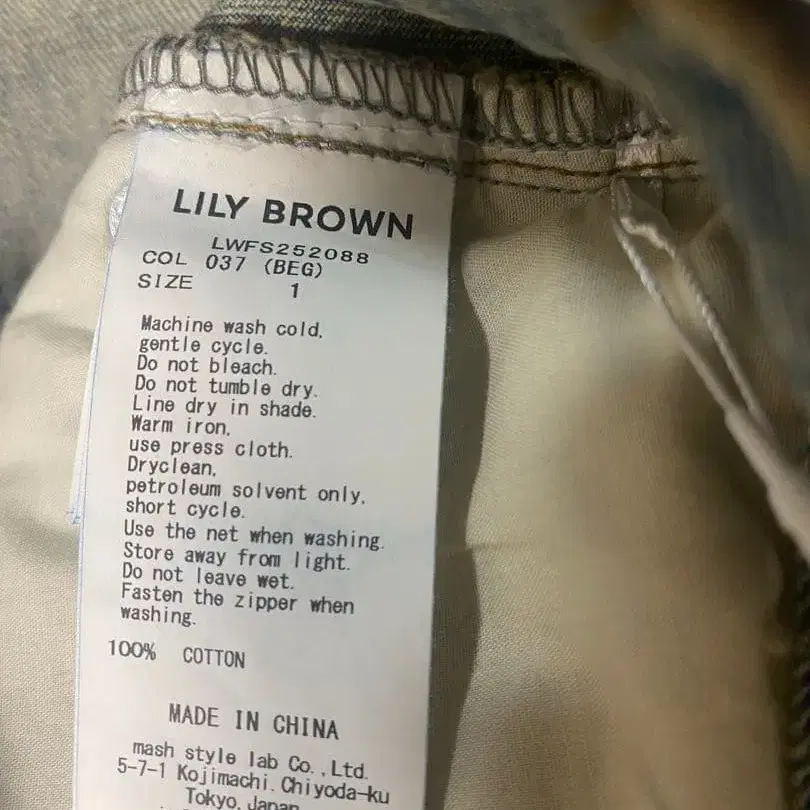 LILY BROWN
LWFS252088
COL 037 (BEG)
SIZE 1
Machine wash cold,
gentle cycle.
Do not bleach.
Do not tumble dry.
Line dry in shade.
Warm iron,
use press cloth.
Dryclean,
petroleum solvent only,
short cycle.
Use the net when washing.
Store away from light.
Do not leave wet.
Fasten the zipper when
washing.
100% COTTON
MADE IN CHINA
mash style lab Co.,Ltd.
5-7-1 Kojimachi.Chiyoda-ku
Tokyo,Japan